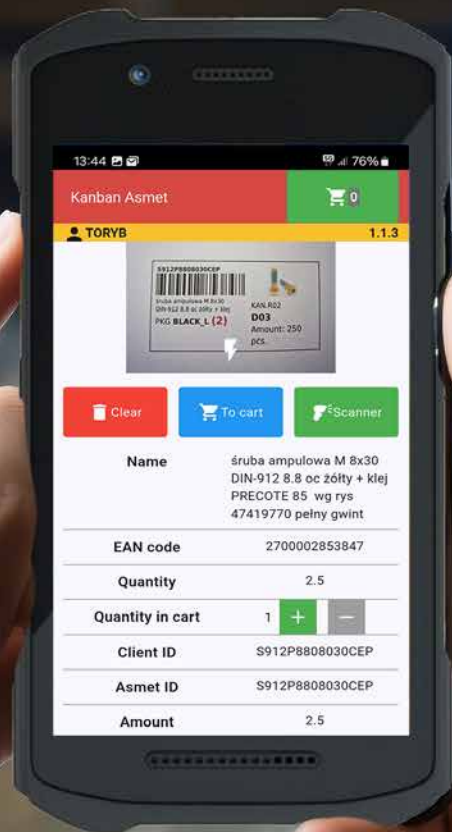 13:44
5G 76%
Kanban Asmet
0
TORYB 1.1.3
S912P8808030CEP
śruba ampulowa M 8x30
DIN-912 8.8 oc żółty + klej
PKG BLACK_L (2)
KAN.R02
D03
Amount: 250
pcs.
Clear
To cart
Scanner
Name
śruba ampulowa M 8x30
DIN-912 8.8 oc żółty + klej
PRECOTE 85 wg rys
47419770 pełny gwint
EAN code 2700002853847
Quantity 2.5
Quantity in cart 1 + −
Client ID S912P8808030CEP
Asmet ID S912P8808030CEP
Amount 2.5